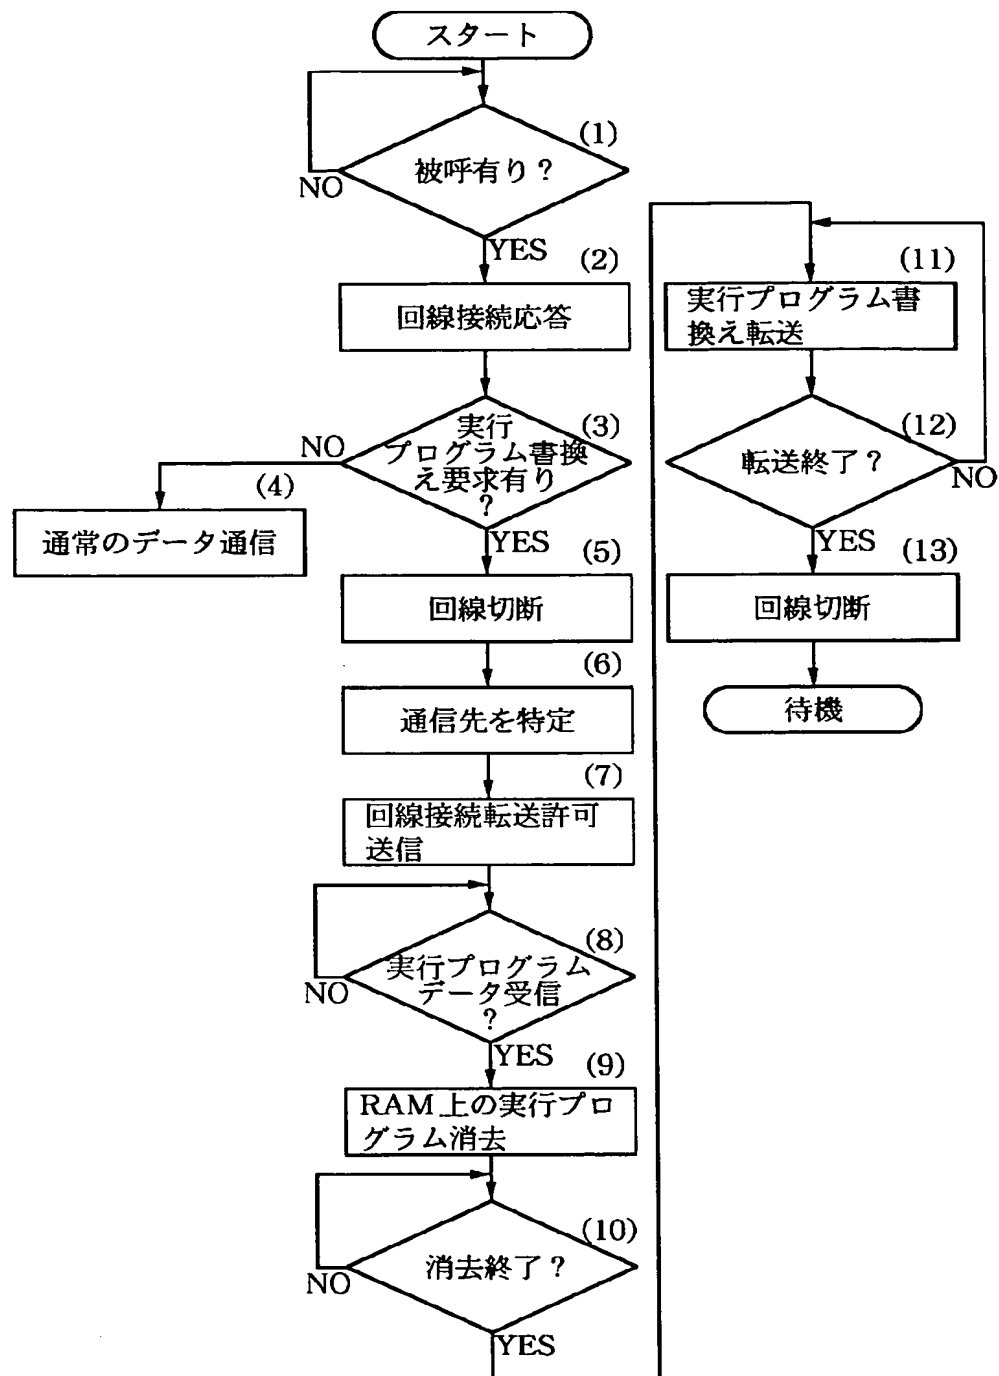 スタート
(1)
被呼有り?
NO
YES
(2)
回線接続応答
(3)
実行
プログラム書換
え要求有り
?
NO
YES
(4)
通常のデータ通信
(5)
回線切断
(6)
通信先を特定
(7)
回線接続転送許可
送信
(8)
実行プログラム
データ受信
?
NO
YES
(9)
RAM上の実行プロ
グラム消去
(10)
消去終了?
NO
YES
(11)
実行プログラム書
換え転送
(12)
転送終了?
NO
YES
(13)
回線切断
待機